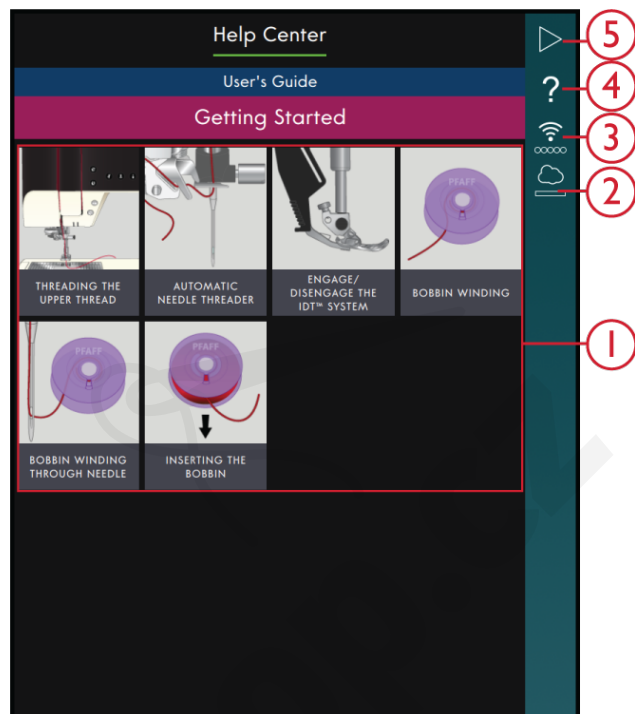 Help Center
User's Guide
Getting Started
THREADING THE
UPPER THREAD
AUTOMATIC
NEEDLE THREADER
ENGAGE/
DISENGAGE THE
IDT™ SYSTEM
PFAFF
BOBBIN WINDING
PFAFF
BOBBIN WINDING
THROUGH NEEDLE
PFAFF
INSERTING THE
BOBBIN
5
?
4
3
2
1